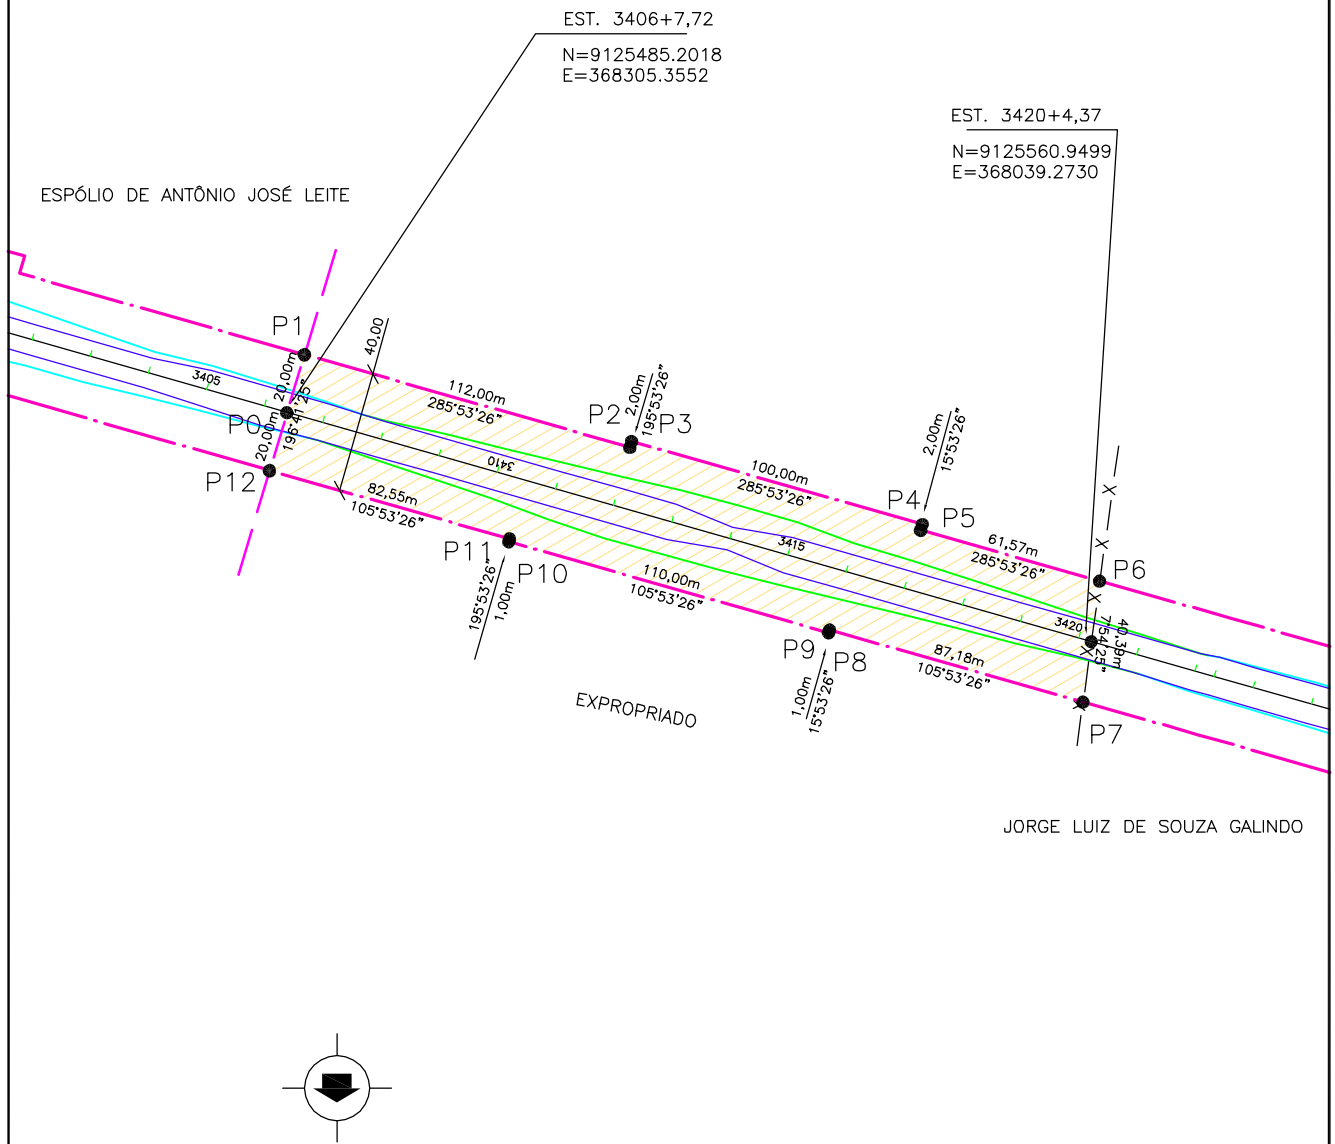 EST. 3406+7,72
N=9125485.2018
E=368305.3552
EST. 3420+4,37
N=9125560.9499
E=368039.2730
ESPÓLIO DE ANTÔNIO JOSÉ LEITE
P1
40,00
3405
20,00m
196°41'25"
20,00m
P0
P12
112,00m
285°53'26"
P2
2,00m
195°53'26"
P3
3410
82,55m
105°53'26"
100,00m
285°53'26"
P4
2,00m
15°53'26"
P5
3415
61,57m
285°53'26"
P6
X
X
X
X
X
3420
40,39m
7°54'25"
P11
P10
195°53'26"
1,00m
110,00m
105°53'26"
P9
P8
1,00m
15°53'26"
87,18m
105°53'26"
P7
EXPROPRIADO
JORGE LUIZ DE SOUZA GALINDO